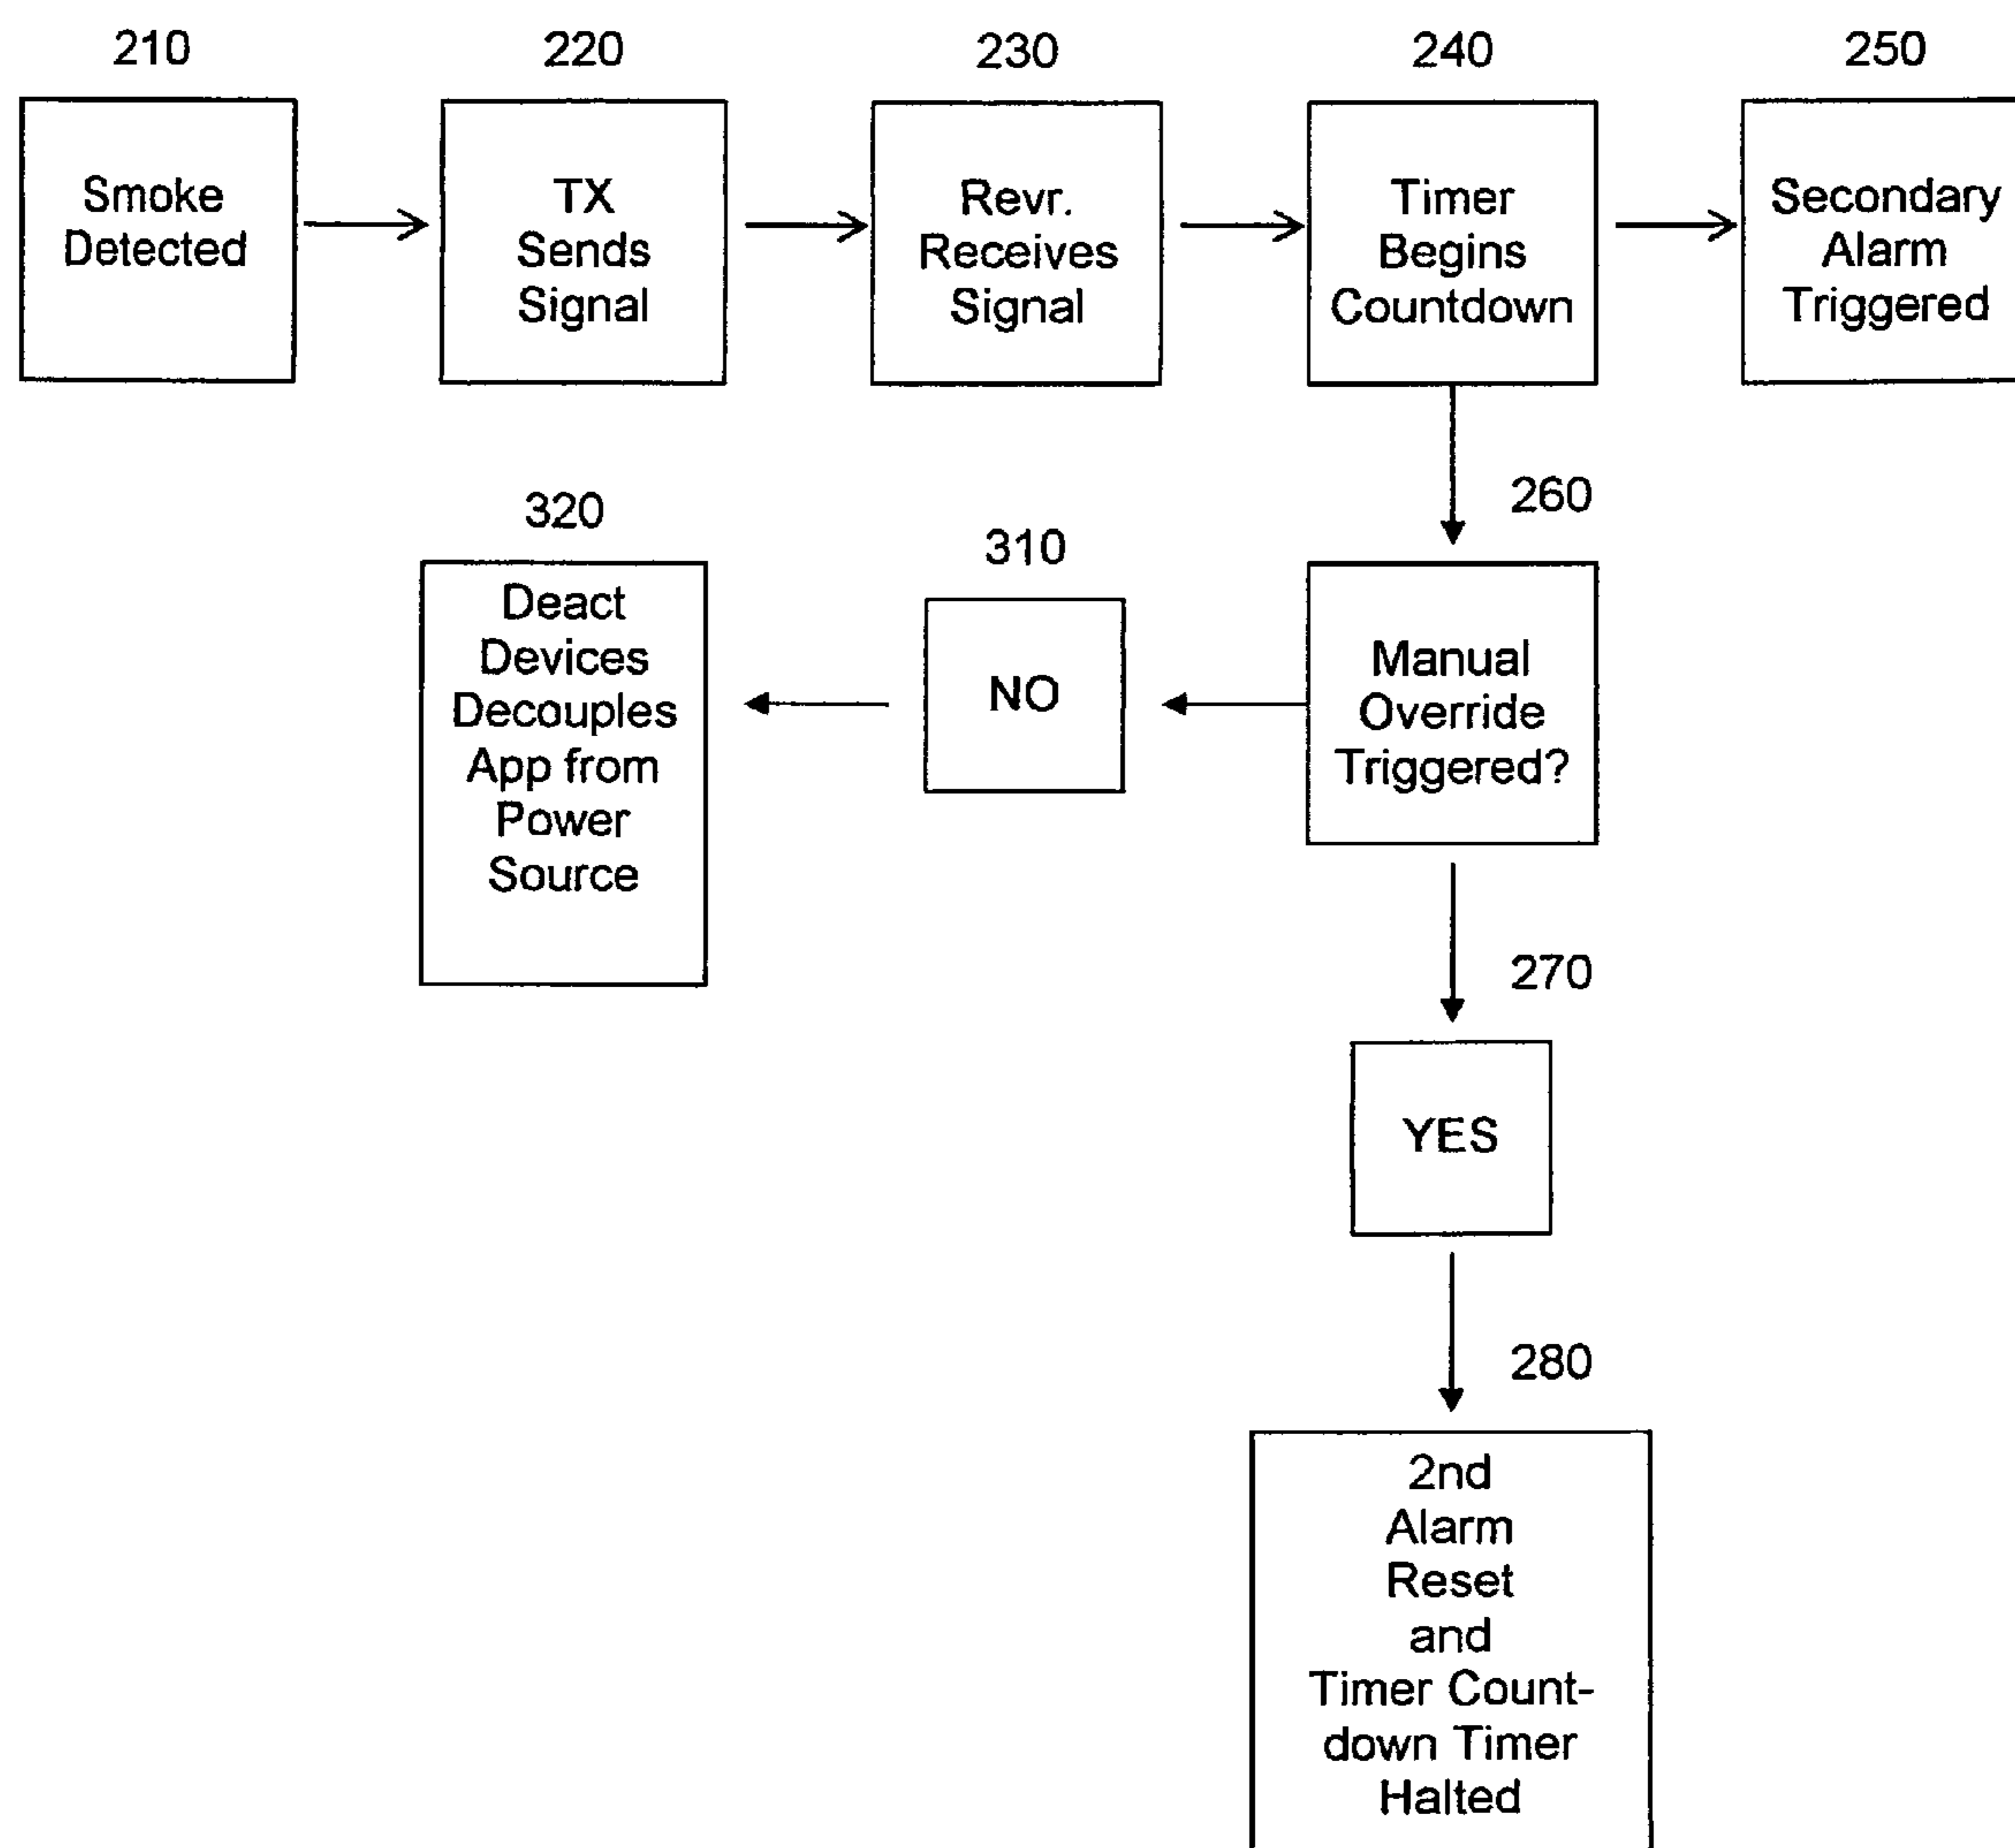 210
220
230
240
250
Smoke
Detected
TX
Sends
Signal
Revr.
Receives
Signal
Timer
Begins
Countdown
Secondary
Alarm
Triggered
260
320
310
Deact
Devices
Decouples
App from
Power
Source
NO
Manual
Override
Triggered?
270
YES
280
2nd
Alarm
Reset
and
Timer Count-
down Timer
Halted